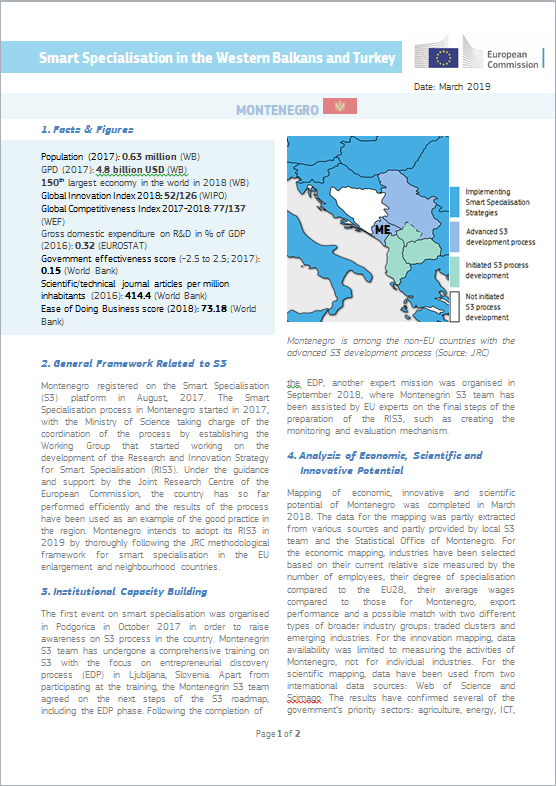 Smart Specialisation in the Western Balkans and Turkey
European
Commission
Date: March 2019
MONTENEGRO
1. Facts & Figures
Population (2017): 0.63 million (WB)
GPD (2017): 4.8 billion USD (WB)
150th largest economy in the world in 2018 (WB)
Global Innovation Index 2018: 52/126 (WIPO)
Global Competitiveness Index 2017-2018: 77/137
(WEF)
Gross domestic expenditure on R&D in % of GDP
(2016): 0.32 (EUROSTAT)
Government effectiveness score (-2.5 to 2.5; 2017):
0.15 (World Bank)
Scientific/technical journal articles per million
inhabitants (2016): 414.4 (World Bank)
Ease of Doing Business score (2018): 73.18 (World
Bank)
ME
Implementing
Smart Specialisation
Strategies
Advanced S3
development process
Initiated S3 process
development
Not initiated
S3 process
development
Montenegro is among the non-EU countries with the
advanced S3 development process (Source: JRC)
2. General Framework Related to S3
Montenegro registered on the Smart Specialisation
(S3) platform in August, 2017. The Smart
Specialisation process in Montenegro started in 2017,
with the Ministry of Science taking charge of the
coordination of the process by establishing the
Working Group that started working on the
development of the Research and Innovation Strategy
for Smart Specialisation (RIS3). Under the guidance
and support by the Joint Research Centre of the
European Commission, the country has so far
performed efficiently and the results of the process
have been used as an example of the good practice in
the region. Montenegro intends to adopt its RIS3 in
2019 by thoroughly following the JRC methodological
framework for smart specialisation in the EU
enlargement and neighbourhood countries.
3. Institutional Capacity Building
The first event on smart specialisation was organised
in Podgorica in October 2017 in order to raise
awareness on S3 process in the country. Montenegrin
S3 team has undergone a comprehensive training on
S3 with the focus on entrepreneurial discovery
process (EDP) in Ljubljana, Slovenia. Apart from
participating at the training, the Montenegrin S3 team
agreed on the next steps of the S3 roadmap,
including the EDP phase. Following the completion of
the EDP, another expert mission was organised in
September 2018, where Montenegrin S3 team has
been assisted by EU experts on the final steps of the
preparation of the RIS3, such as creating the
monitoring and evaluation mechanism.
4. Analysis of Economic, Scientific and
Innovative Potential
Mapping of economic, innovative and scientific
potential of Montenegro was completed in March
2018. The data for the mapping was partly extracted
from various sources and partly provided by local S3
team and the Statistical Office of Montenegro. For
the economic mapping, industries have been selected
based on their current relative size measured by the
number of employees, their degree of specialisation
compared to the EU28, their average wages
compared to those for Montenegro, export
performance and a possible match with two different
types of broader industry groups: traded clusters and
emerging industries. For the innovation mapping, data
availability was limited to measuring the activities of
Montenegro, not for individual industries. For the
scientific mapping, data have been used from two
international data sources: Web of Science and
Scimago. The results have confirmed several of the
government's priority sectors: agriculture, energy, ICT,
Page 1 of 2